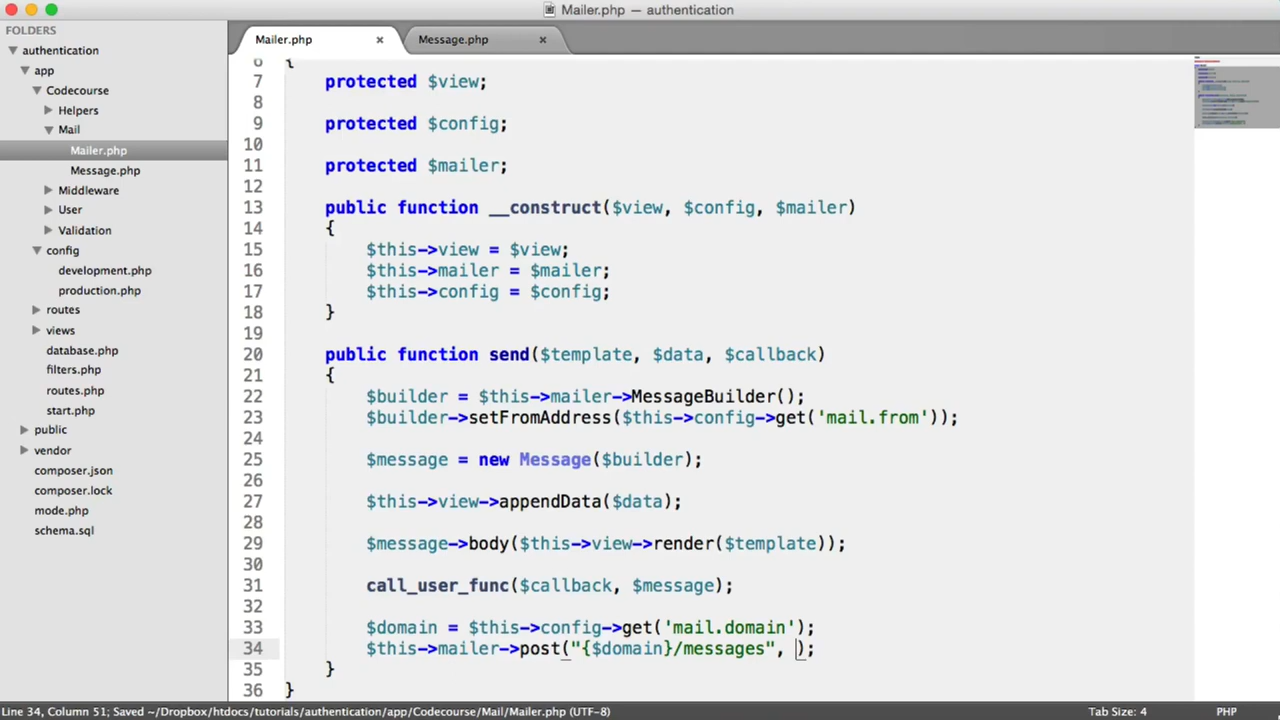 Mailer.php — authentication
FOLDERS
authentication
app
Codecourse
Helpers
Mail
Mailer.php
Message.php
Middleware
User
Validation
config
development.php
production.php
routes
views
database.php
filters.php
routes.php
start.php
public
vendor
composer.json
composer.lock
mode.php
schema.sql
Mailer.php × Message.php ×
6 {
7 protected $view;
8
9 protected $config;
10
11 protected $mailer;
12
13 public function __construct($view, $config, $mailer)
14 {
15 $this->view = $view;
16 $this->mailer = $mailer;
17 $this->config = $config;
18 }
19
20 public function send($template, $data, $callback)
21 {
22 $builder = $this->mailer->MessageBuilder();
23 $builder->setFromAddress($this->config->get('mail.from'));
24
25 $message = new Message($builder);
26
27 $this->view->appendData($data);
28
29 $message->body($this->view->render($template));
30
31 call_user_func($callback, $message);
32
33 $domain = $this->config->get('mail.domain');
34 $this->mailer->post("{$domain}/messages", );
35 }
36 }
Line 34, Column 51; Saved ~/Dropbox/htdocs/tutorials/authentication/app/Codecourse/Mail/Mailer.php (UTF-8) Tab Size: 4 PHP